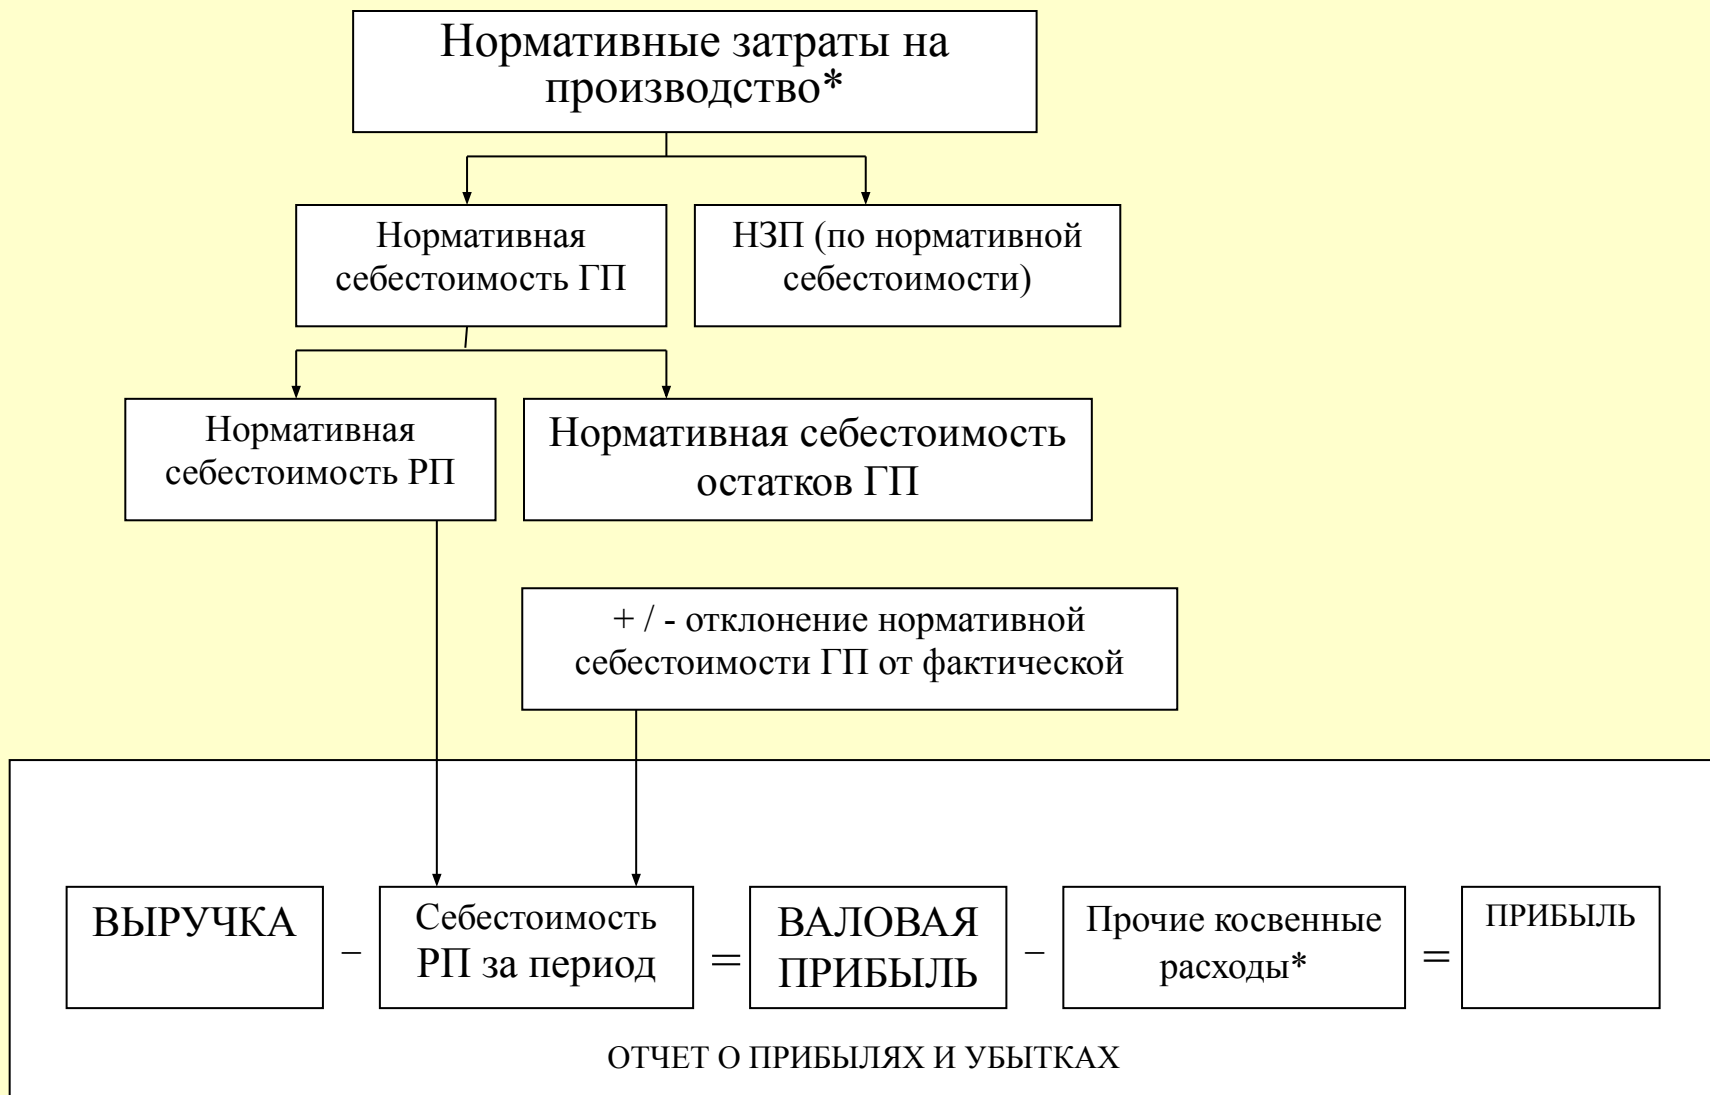 Нормативные затраты на
производство*
Нормативная
себестоимость ГП
НЗП (по нормативной
себестоимости)
Нормативная
себестоимость РП
Нормативная себестоимость
остатков ГП
+ / - отклонение нормативной
себестоимости ГП от фактической
ВЫРУЧКА
–
Себестоимость
РП за период
=
ВАЛОВАЯ
ПРИБЫЛЬ
–
Прочие косвенные
расходы*
=
ПРИБЫЛЬ
ОТЧЕТ О ПРИБЫЛЯХ И УБЫТКАХ